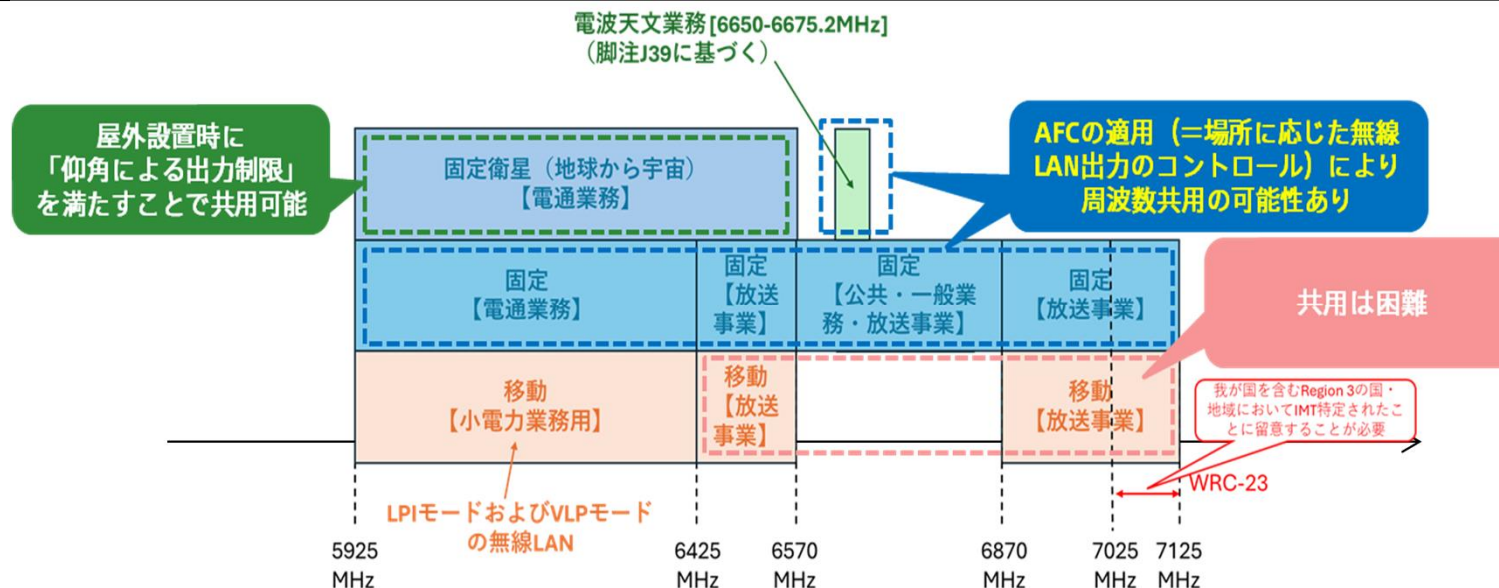 電波天文業務[6650-6675.2MHz]
（脚注J39に基づく）
屋外設置時に
「仰角による出力制限」
を満たすことで共用可能
固定衛星（地球から宇宙）
【電通業務】
AFCの適用（＝場所に応じた無線
LAN出力のコントロール）により
周波数共用の可能性あり
固定
【電通業務】
固定
【放送
事業】
固定
【公共・一般業
務・放送事業】
固定
【放送事業】
共用は困難
移動
【小電力業務用】
移動
【放送
事業】
移動
【放送事業】
我が国を含むRegion 3の国・
地域においてIMT特定されたこ
とに留意することが必要
WRC-23
LPIモードおよびVLPモード
の無線LAN
5925
MHz
6425
MHz
6570
MHz
6870
MHz
7025
MHz
7125
MHz